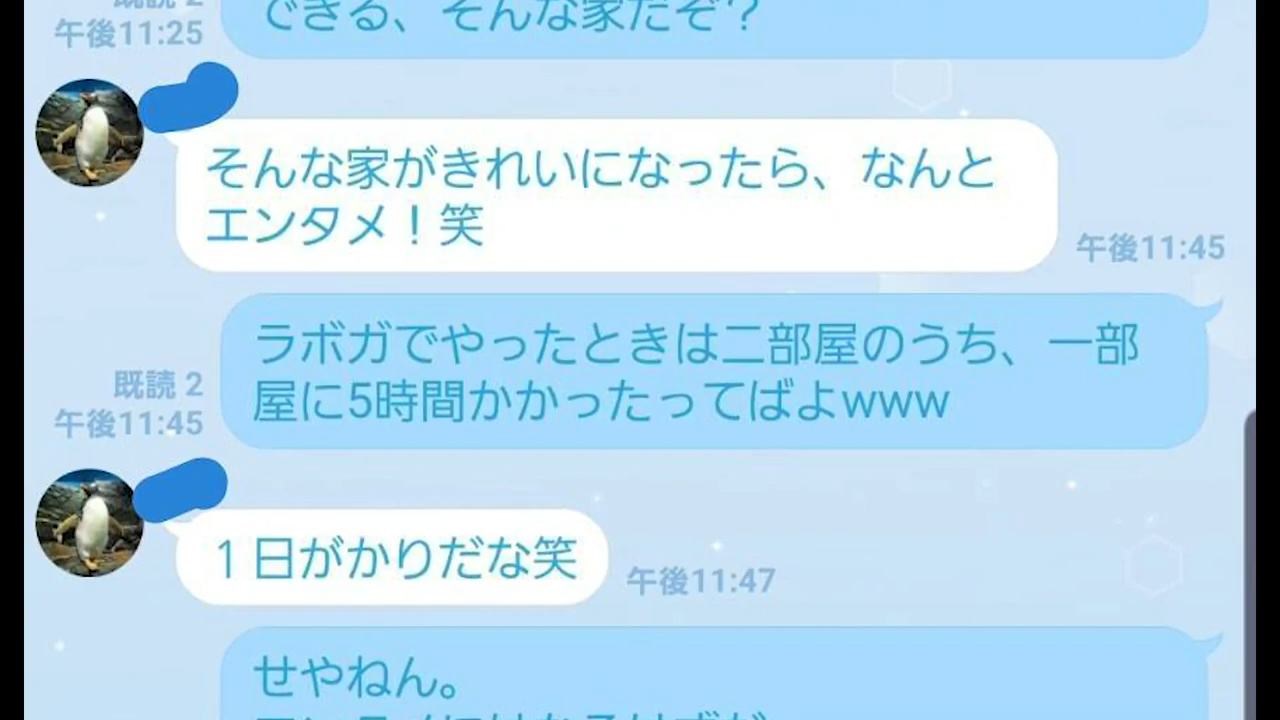 既読 2
午後11:25
できる、そんな家だぞ？
そんな家がきれいになったら、なんと
エンタメ！笑
午後11:45
ラボガでやったときは二部屋のうち、一部
屋に5時間かかったってばよwww
既読 2
午後11:45
１日がかりだな笑
午後11:47
せやねん。